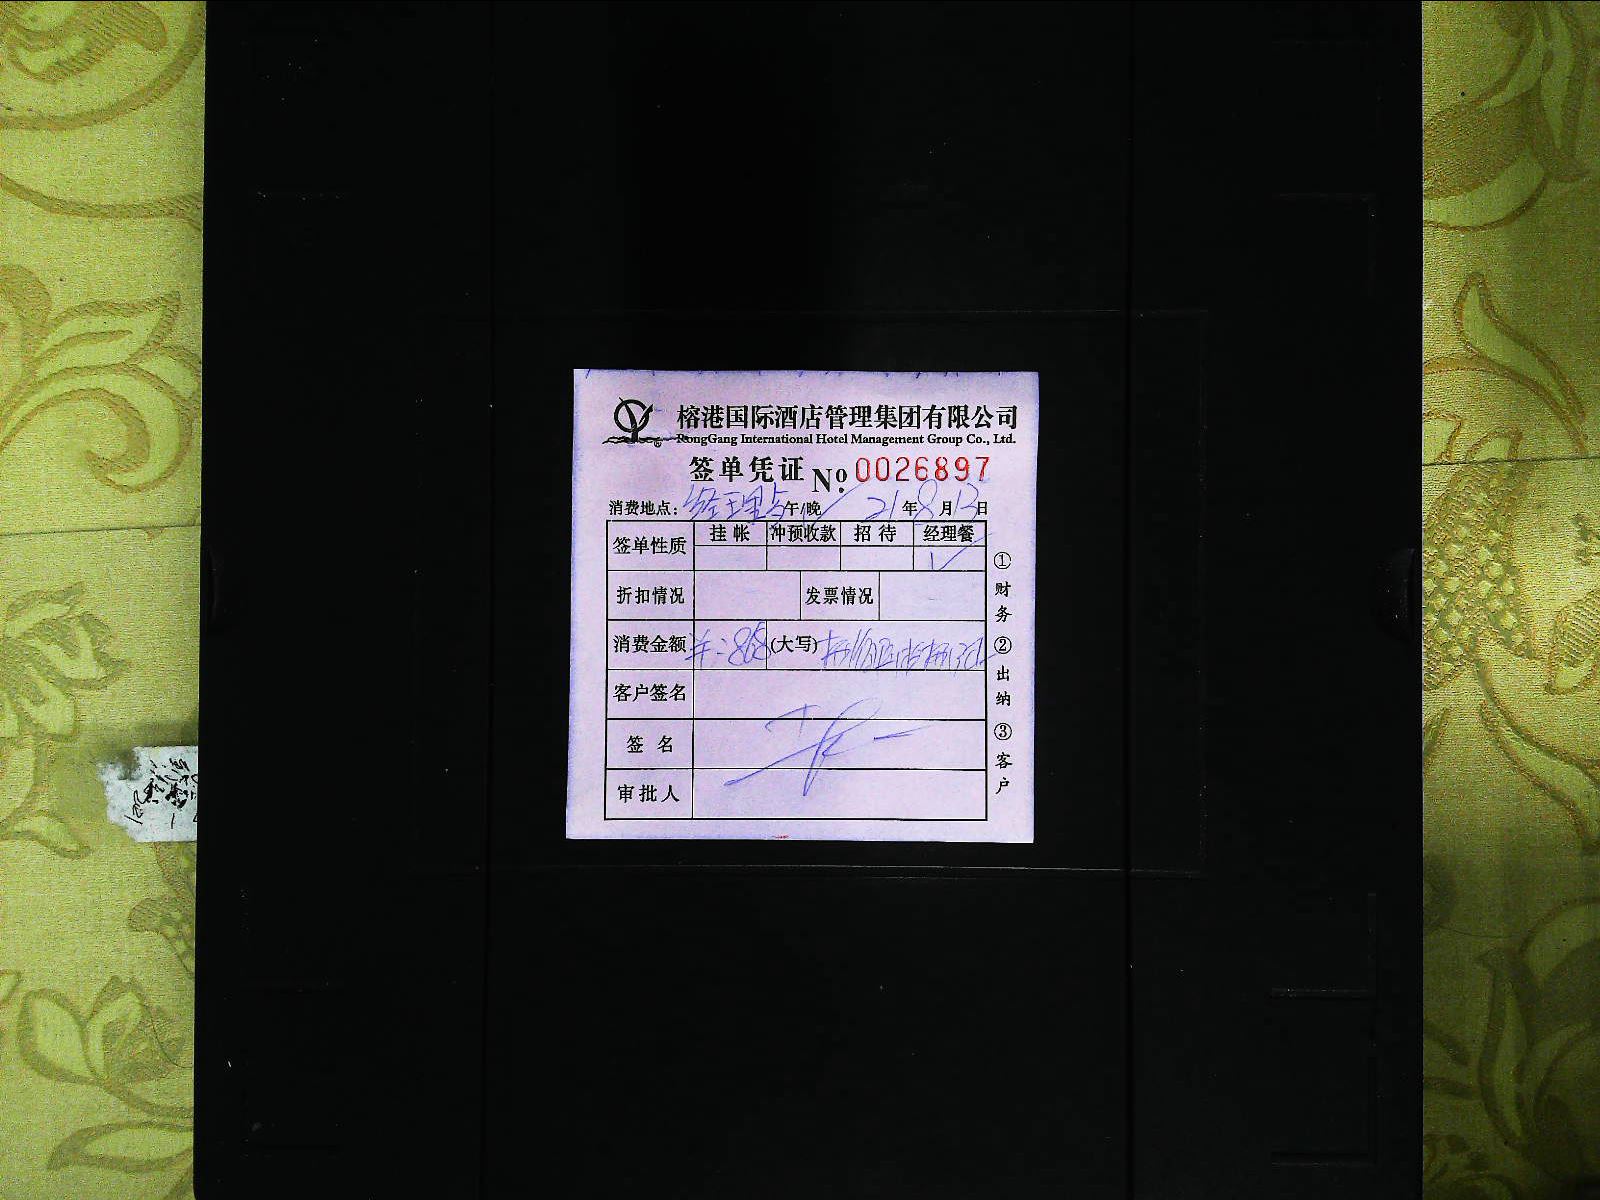 榕港国际酒店管理集团有限公司
RongGang International Hotel Management Group Co., Ltd.
签单凭证 No. 0026897
消费地点: 经理 午/晚 21年8月13日
签单性质 挂帐 冲预收款 招待 经理餐
折扣情况 发票情况
消费金额 868 (大写)
客户签名
签名
审批人
① 财务 ② 出纳 ③ 客户